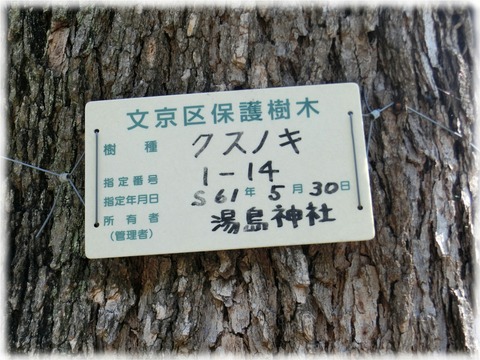 文京区保護樹木
樹種 クスノキ
指定番号 1-14
指定年月日 S61年5月30日
所有者 湯島神社
(管理者)